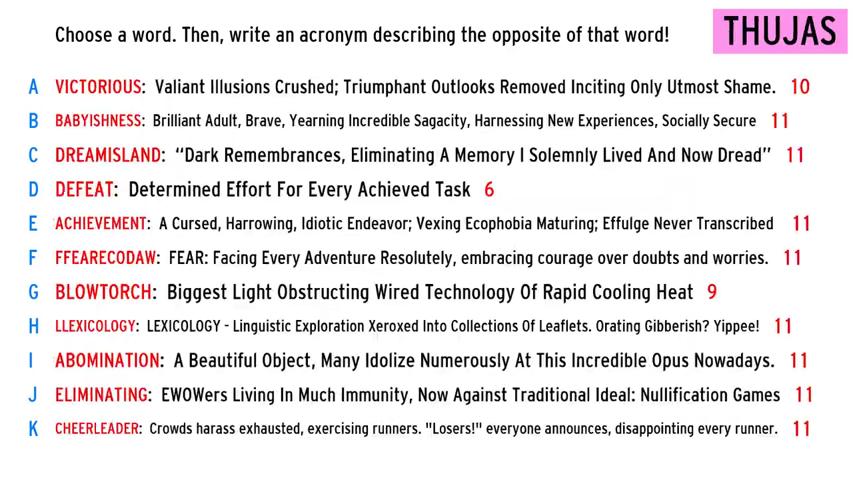 Choose a word. Then, write an acronym describing the opposite of that word!
THUJAS
A VICTORIOUS: Valiant Illusions Crushed; Triumphant Outlooks Removed Inciting Only Utmost Shame. 10
B BABYISHNESS: Brilliant Adult, Brave, Yearning Incredible Sagacity, Harnessing New Experiences, Socially Secure 11
C DREAMISLAND: “Dark Remembrances, Eliminating A Memory I Solemnly Lived And Now Dread” 11
D DEFEAT: Determined Effort For Every Achieved Task 6
E ACHIEVEMENT: A Cursed, Harrowing, Idiotic Endeavor; Vexing Ecophobia Maturing; Effulge Never Transcribed 11
F FFEARECODAW: FEAR: Facing Every Adventure Resolutely, embracing courage over doubts and worries. 11
G BLOWTORCH: Biggest Light Obstructing Wired Technology Of Rapid Cooling Heat 9
H LLEXICOLOGY: LEXICOLOGY - Linguistic Exploration Xeroxed Into Collections Of Leaflets. Orating Gibberish? Yippee! 11
I ABOMINATION: A Beautiful Object, Many Idolize Numerously At This Incredible Opus Nowadays. 11
J ELIMINATING: EWOWers Living In Much Immunity, Now Against Traditional Ideal: Nullification Games 11
K CHEERLEADER: Crowds harass exhausted, exercising runners. "Losers!" everyone announces, disappointing every runner. 11